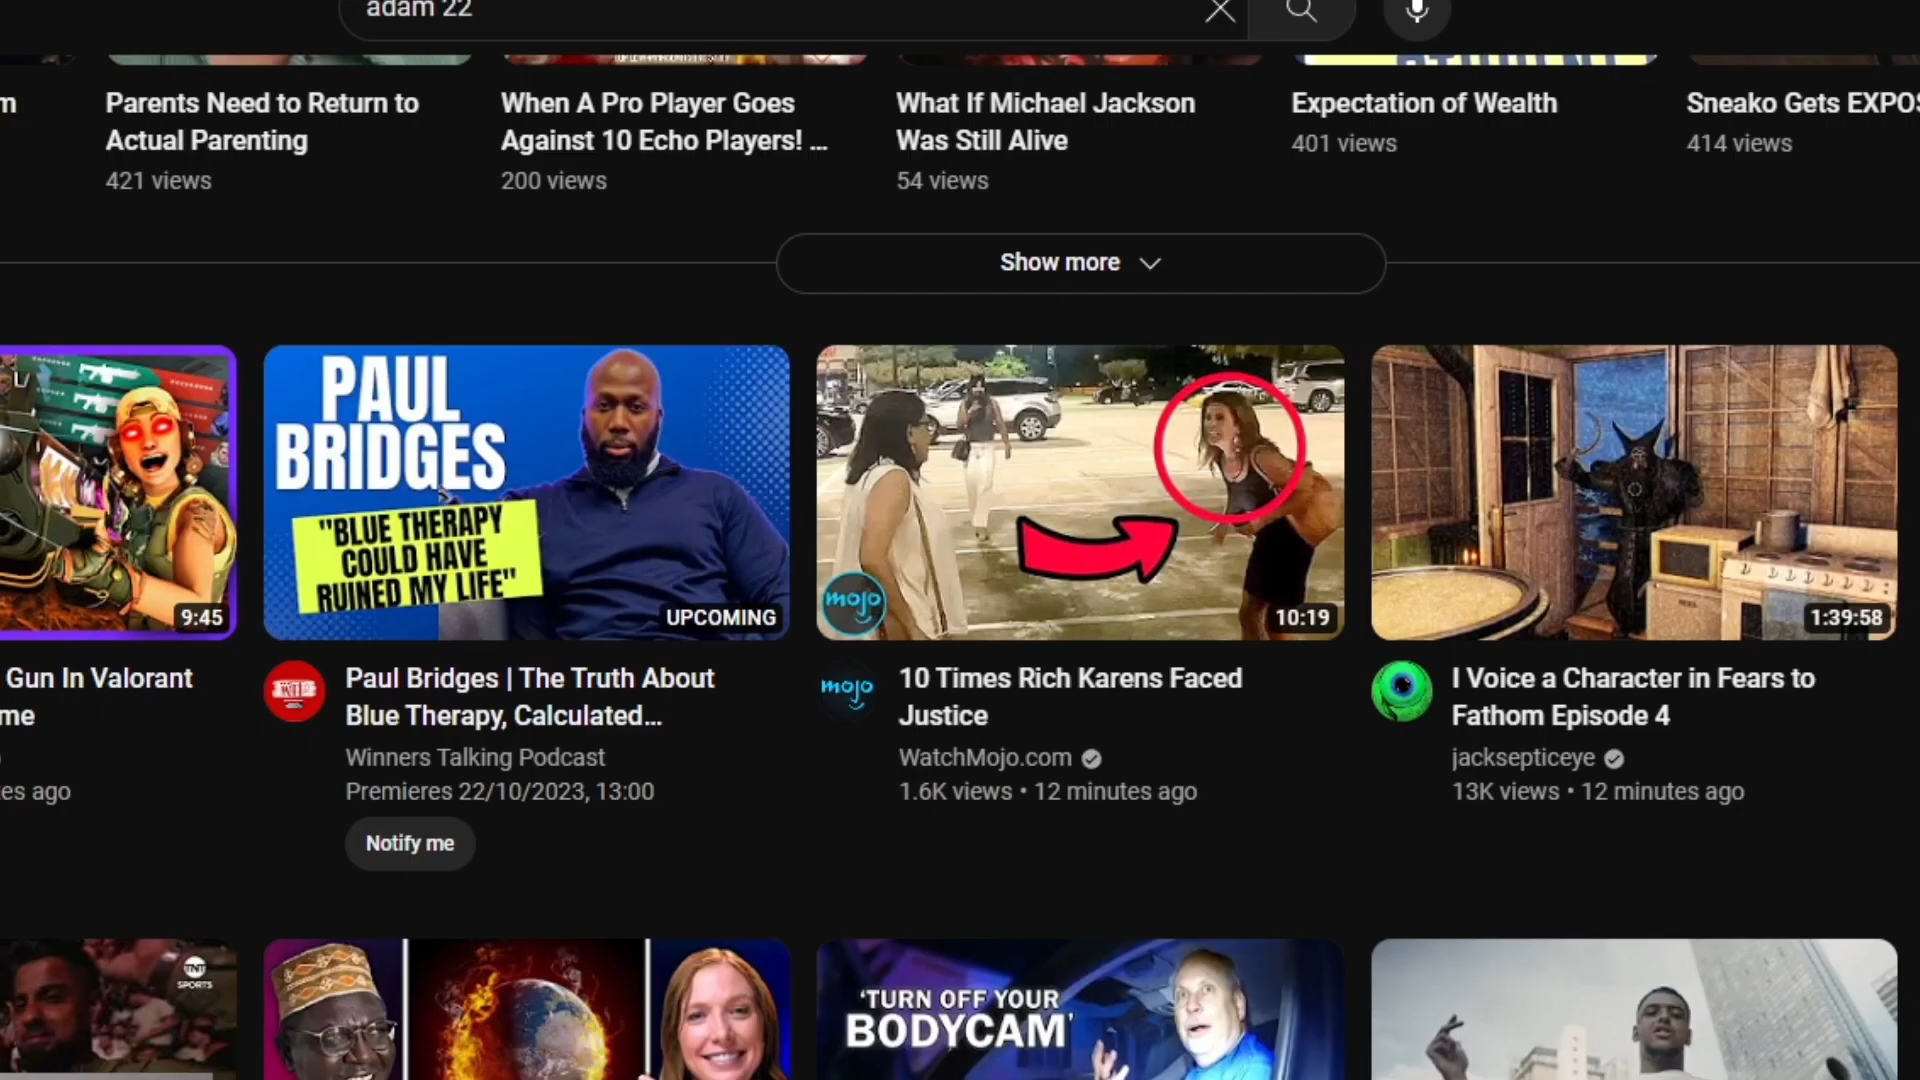 adam 22
m
Parents Need to Return to
Actual Parenting
421 views
When A Pro Player Goes
Against 10 Echo Players! ...
200 views
What If Michael Jackson
Was Still Alive
54 views
Expectation of Wealth
401 views
Sneako Gets EXPOS
414 views
Show more
9:45
PAUL
BRIDGES
"BLUE THERAPY
COULD HAVE
RUINED MY LIFE"
UPCOMING
mojo
10:19
1:39:58
Gun In Valorant
me
es ago
Paul Bridges | The Truth About
Blue Therapy, Calculated...
Winners Talking Podcast
Premieres 22/10/2023, 13:00
Notify me
mojo
10 Times Rich Karens Faced
Justice
WatchMojo.com
1.6K views • 12 minutes ago
I Voice a Character in Fears to
Fathom Episode 4
jacksepticeye
13K views • 12 minutes ago
TNT
SPORTS
'TURN OFF YOUR
BODYCAM'